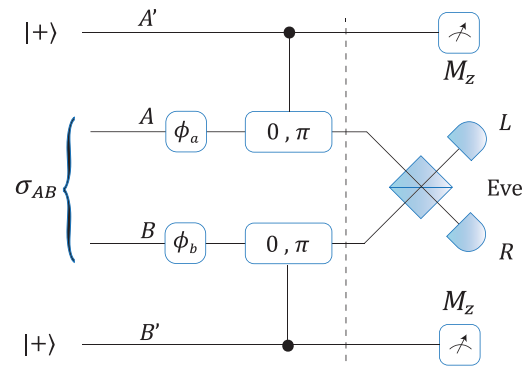 |+⟩ A'
M_z
A ϕ_a 0 , π L
σ_AB Eve
B ϕ_b 0 , π R
M_z
|+⟩ B'